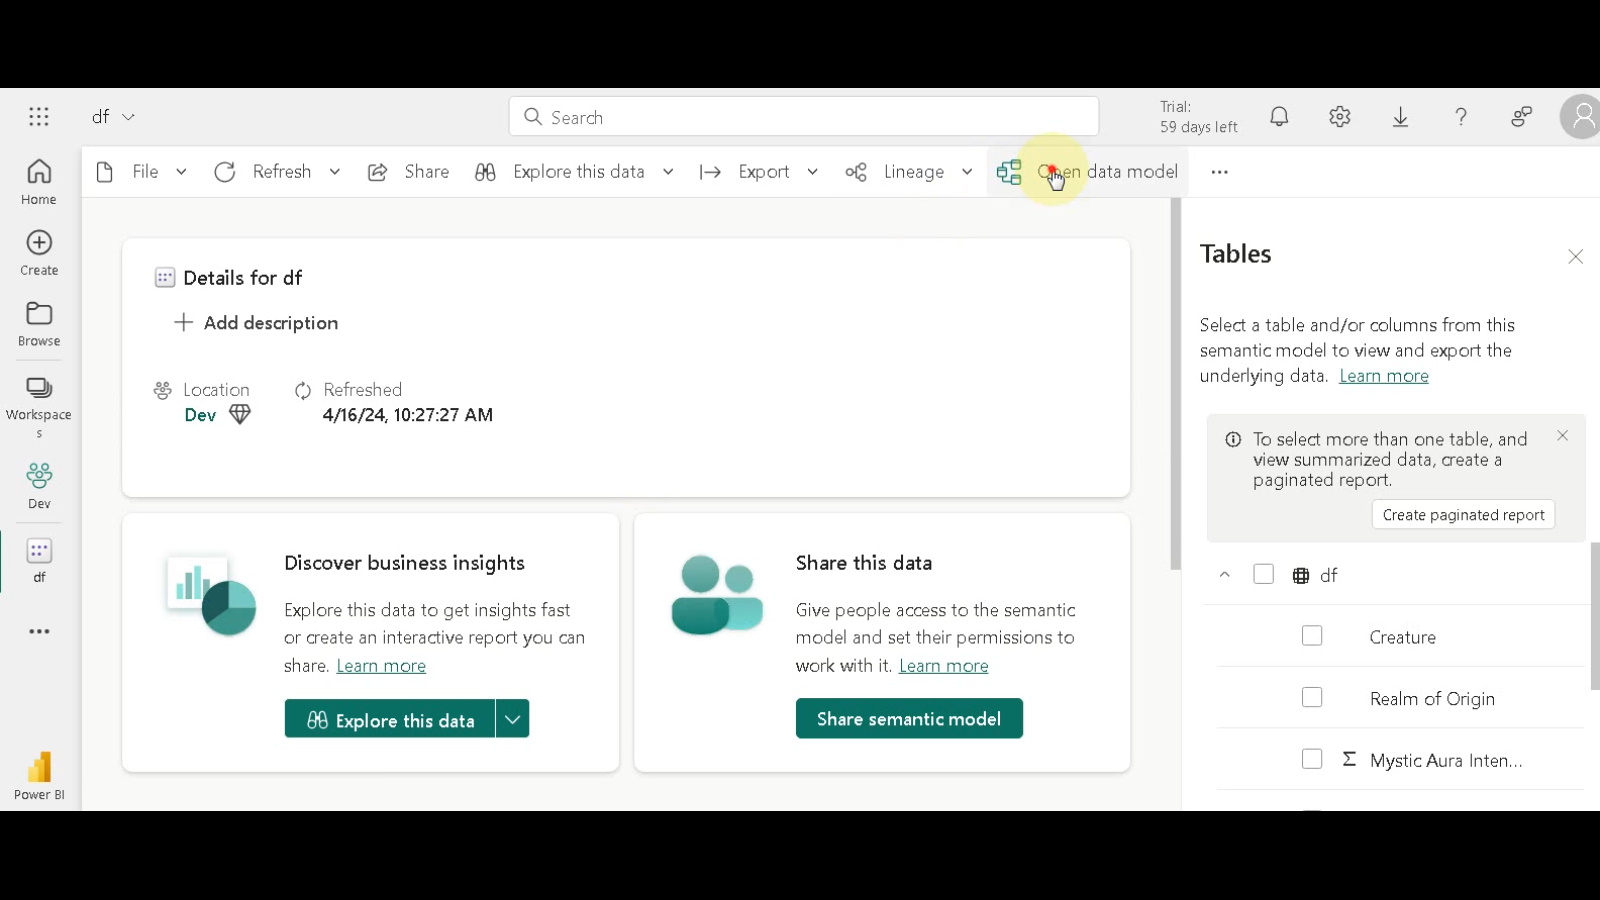 df
Search
Trial:
59 days left
File
Refresh
Share
Explore this data
Export
Lineage
Open data model
Home
Create
Browse
Workspace
s
Dev
df
Power BI
Details for df
Add description
Location
Dev
Refreshed
4/16/24, 10:27:27 AM
Discover business insights
Explore this data to get insights fast
or create an interactive report you can
share. Learn more
Explore this data
Share this data
Give people access to the semantic
model and set their permissions to
work with it. Learn more
Share semantic model
Tables
Select a table and/or columns from this
semantic model to view and export the
underlying data. Learn more
To select more than one table, and
view summarized data, create a
paginated report.
Create paginated report
df
Creature
Realm of Origin
Σ Mystic Aura Inten...